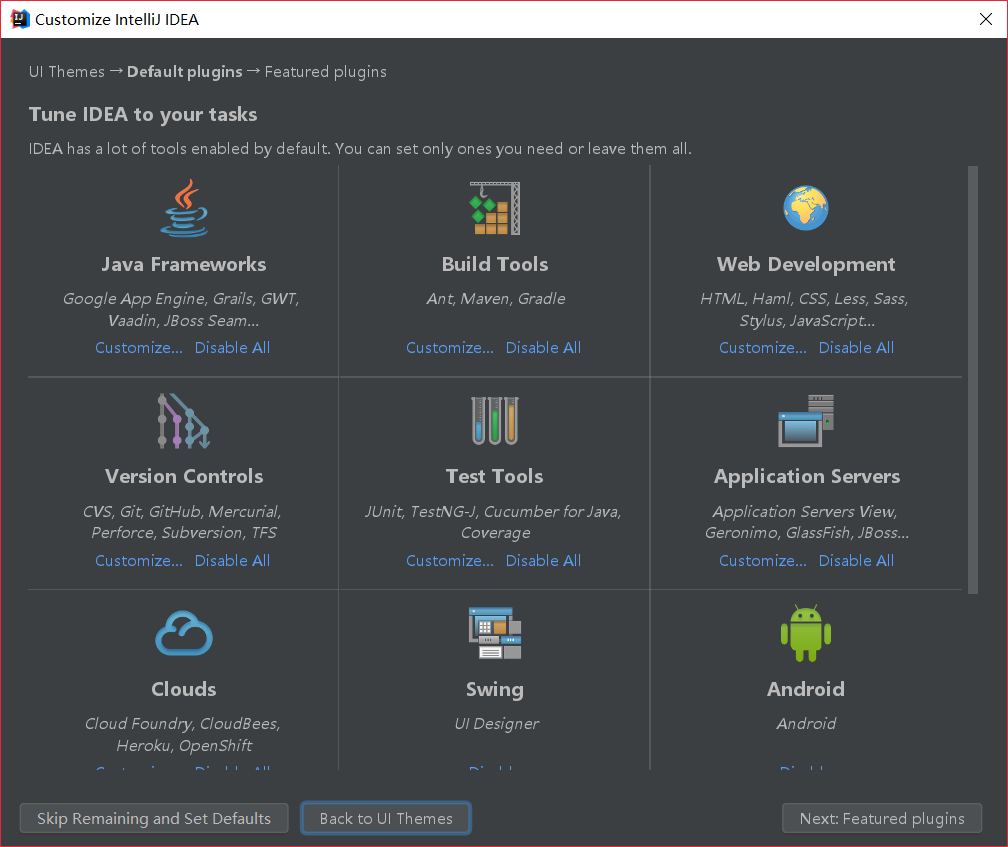 Customize IntelliJ IDEA
UI Themes → Default plugins → Featured plugins
Tune IDEA to your tasks
IDEA has a lot of tools enabled by default. You can set only ones you need or leave them all.
Java Frameworks
Google App Engine, Grails, GWT,
Vaadin, JBoss Seam...
Customize... Disable All
Build Tools
Ant, Maven, Gradle
Customize... Disable All
Web Development
HTML, Haml, CSS, Less, Sass,
Stylus, JavaScript...
Customize... Disable All
Version Controls
CVS, Git, GitHub, Mercurial,
Perforce, Subversion, TFS
Customize... Disable All
Test Tools
JUnit, TestNG-J, Cucumber for Java,
Coverage
Customize... Disable All
Application Servers
Application Servers View,
Geronimo, GlassFish, JBoss...
Customize... Disable All
Clouds
Cloud Foundry, CloudBees,
Heroku, OpenShift
Swing
UI Designer
Android
Android
Skip Remaining and Set Defaults
Back to UI Themes
Next: Featured plugins